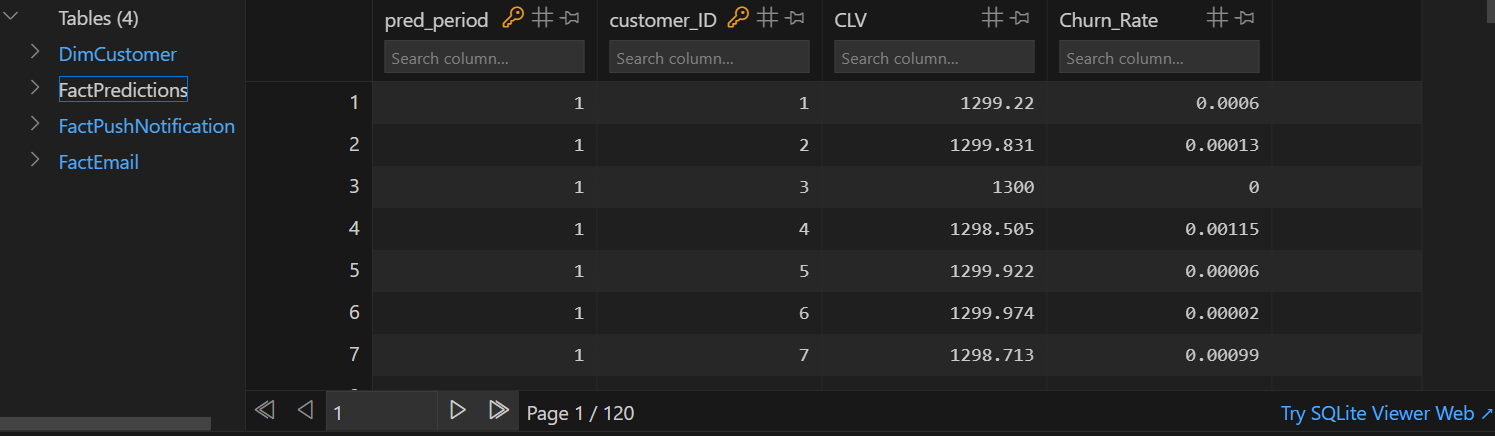 Tables (4)
DimCustomer
FactPredictions
FactPushNotification
FactEmail
pred_period customer_ID CLV Churn_Rate
Search column... Search column... Search column... Search column...
1 1 1 1299.22 0.0006
2 1 2 1299.831 0.00013
3 1 3 1300 0
4 1 4 1298.505 0.00115
5 1 5 1299.922 0.00006
6 1 6 1299.974 0.00002
7 1 7 1298.713 0.00099
1 Page 1 / 120 Try SQLite Viewer Web ↗